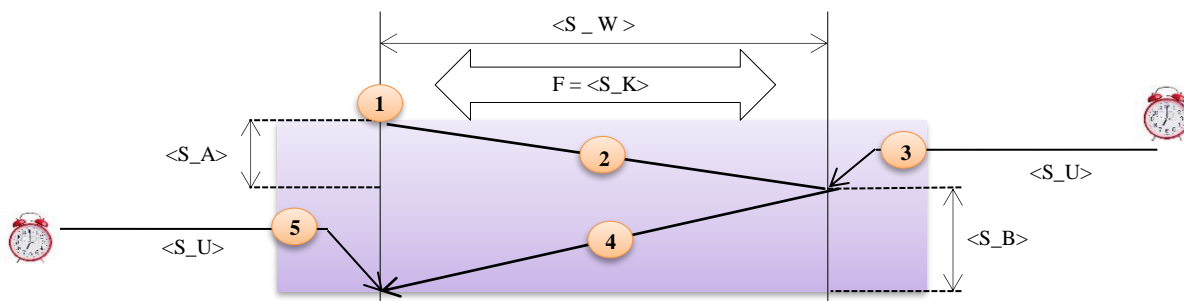 <S _ W >
F = <S_K>
1
<S_A>
2
3
<S_U>
5
<S_U>
4
<S_B>